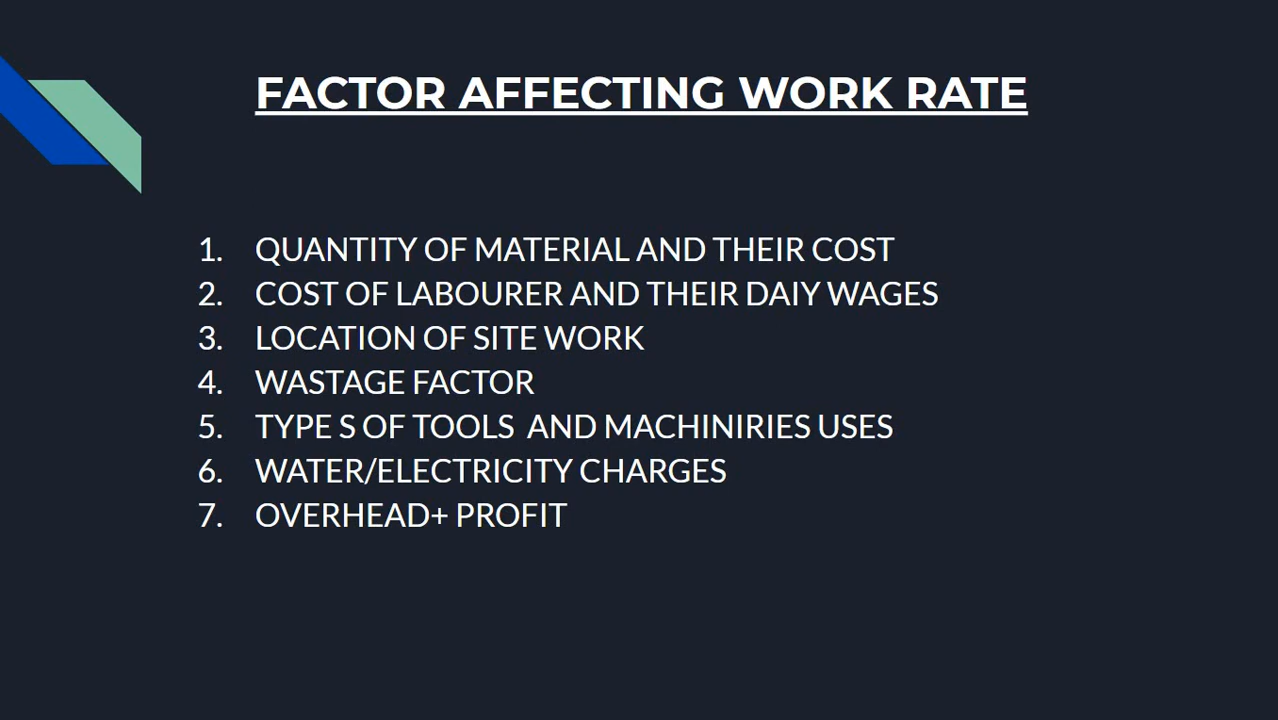 FACTOR AFFECTING WORK RATE
1. QUANTITY OF MATERIAL AND THEIR COST
2. COST OF LABOURER AND THEIR DAIY WAGES
3. LOCATION OF SITE WORK
4. WASTAGE FACTOR
5. TYPE S OF TOOLS  AND MACHINIRIES USES
6. WATER/ELECTRICITY CHARGES
7. OVERHEAD+ PROFIT